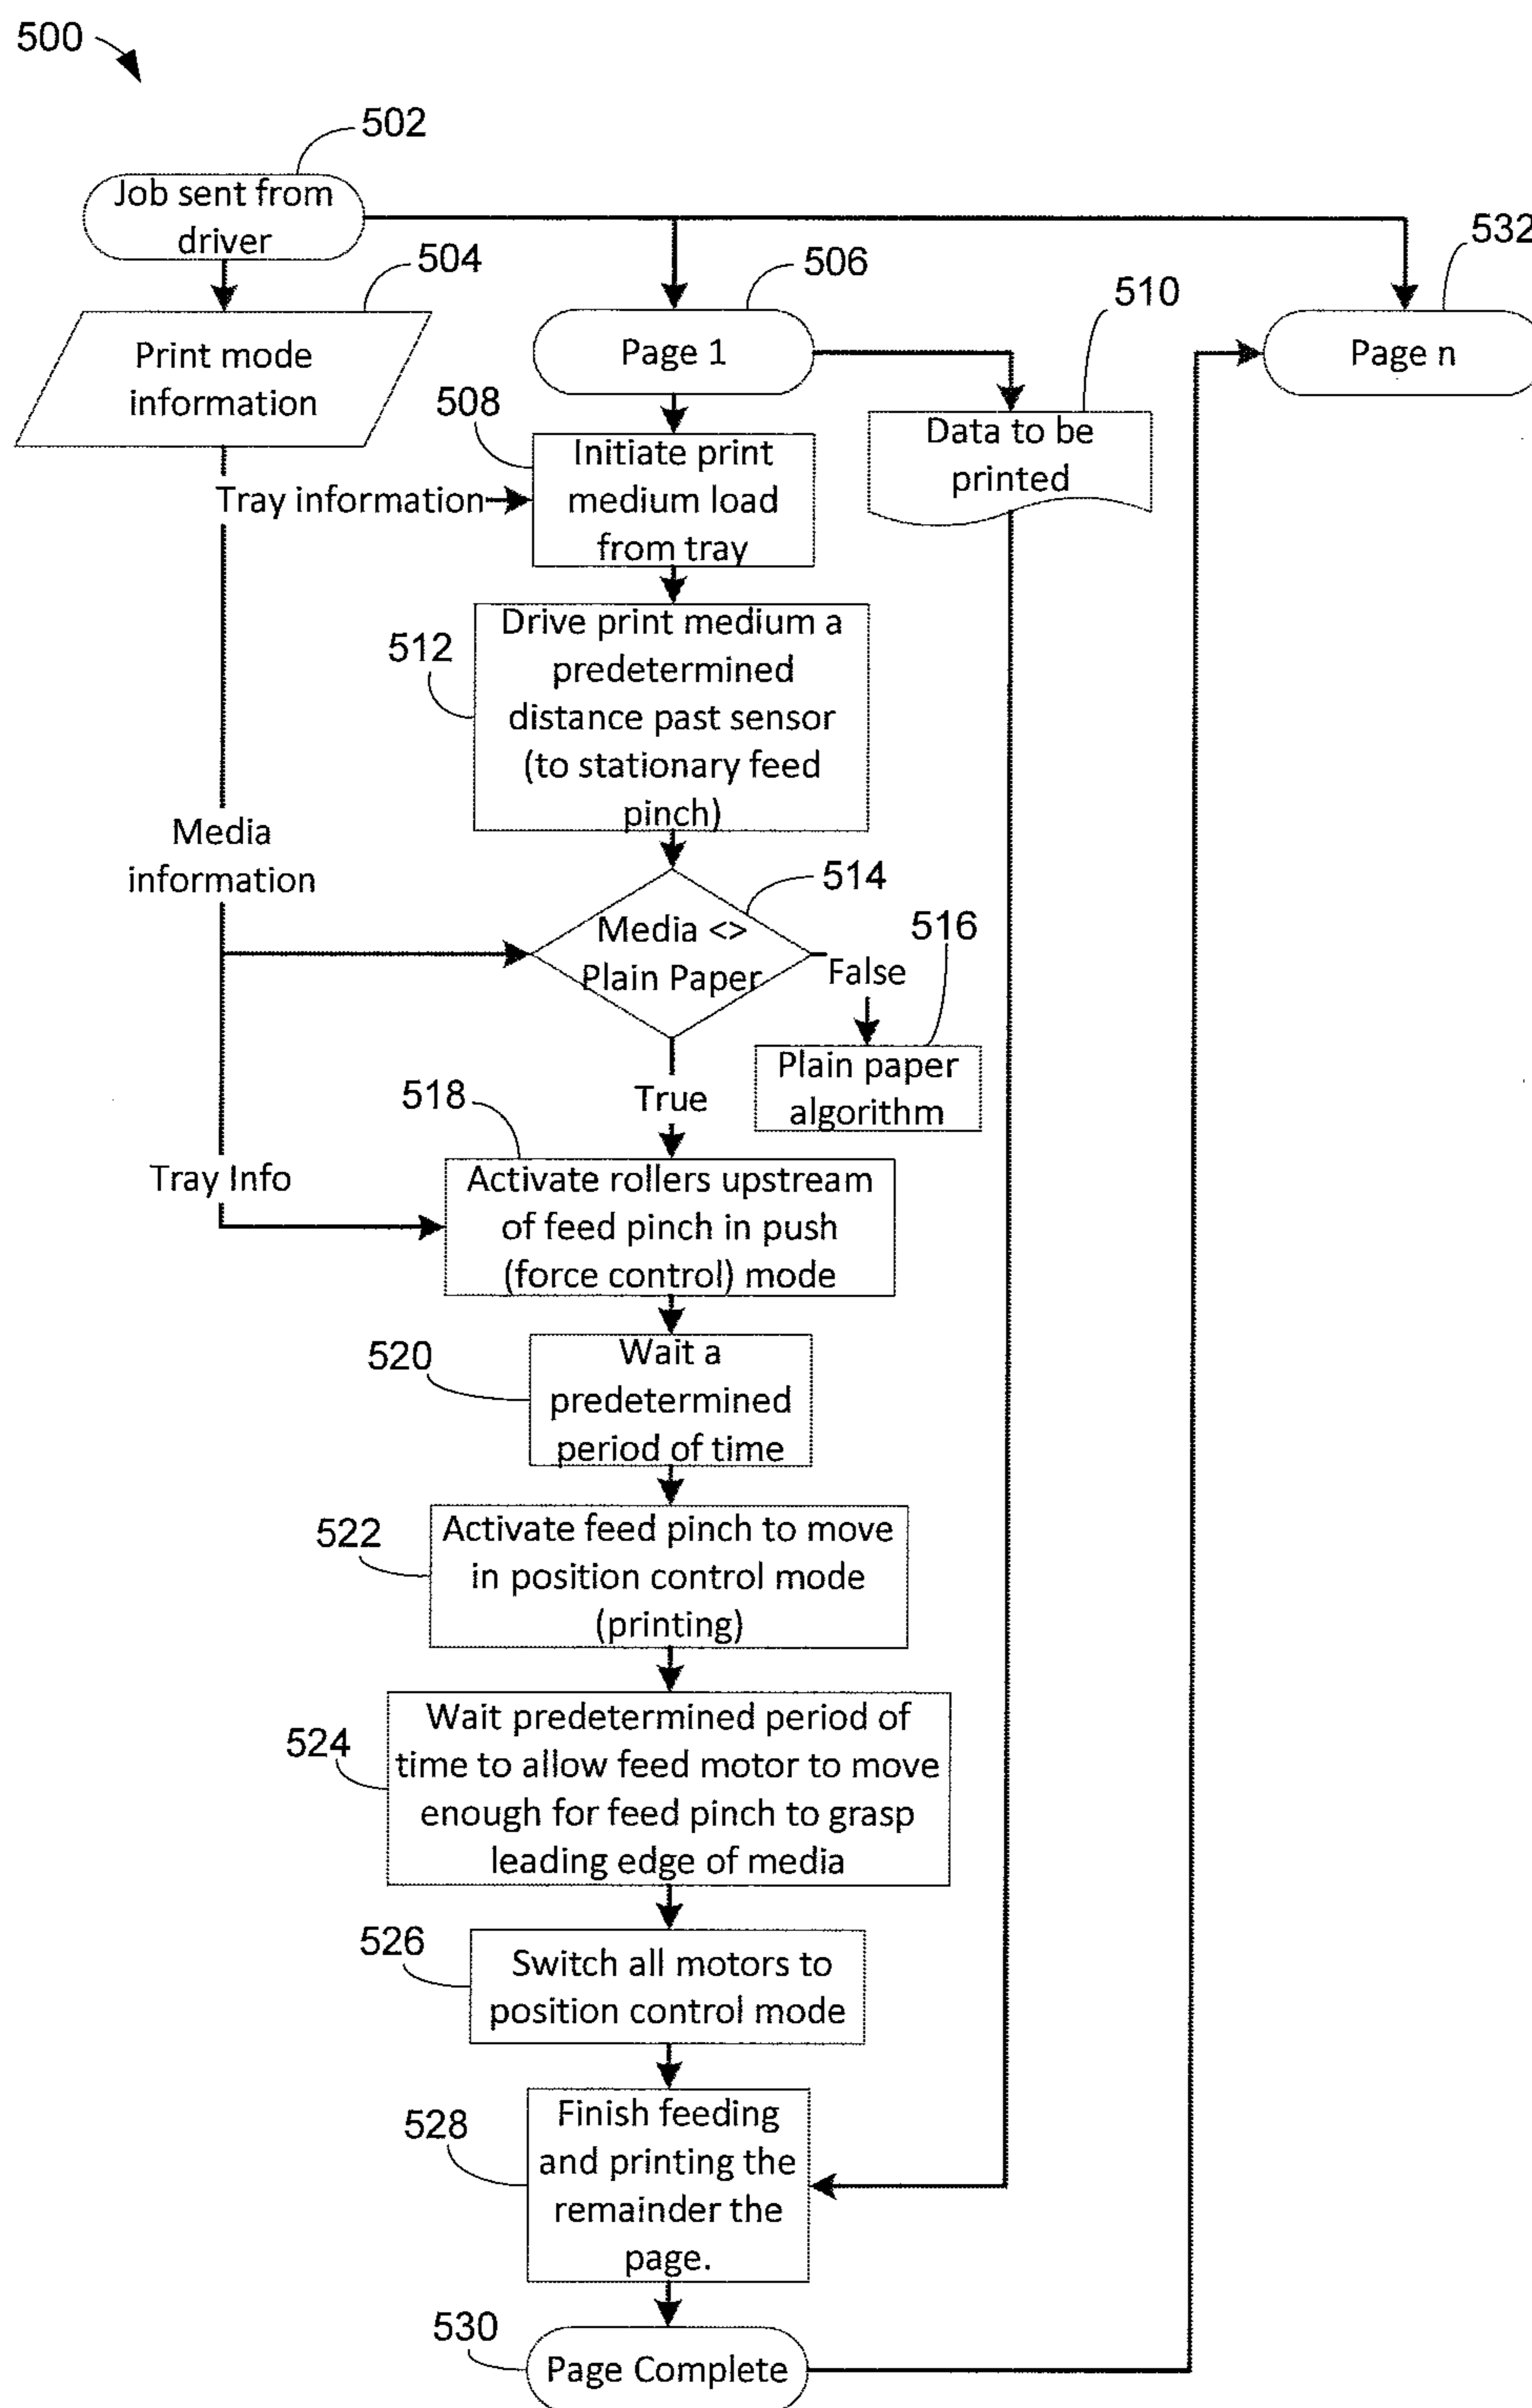 500
502
Job sent from
driver
504
Print mode
information
506
Page 1
510
532
Page n
508
Initiate print
medium load
from tray
Data to be
printed
Tray information
512
Drive print medium a
predetermined
distance past sensor
(to stationary feed
pinch)
Media
information
514
Media <>
Plain Paper
516
False
Plain paper
algorithm
True
518
Tray Info
Activate rollers upstream
of feed pinch in push
(force control) mode
520
Wait a
predetermined
period of time
522
Activate feed pinch to move
in position control mode
(printing)
524
Wait predetermined period of
time to allow feed motor to move
enough for feed pinch to grasp
leading edge of media
526
Switch all motors to
position control mode
528
Finish feeding
and printing the
remainder the
page.
530
Page Complete